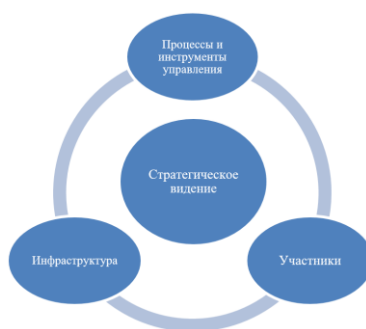 Процессы и
инструменты
управления
Стратегическое
видение
Инфраструктура
Участники